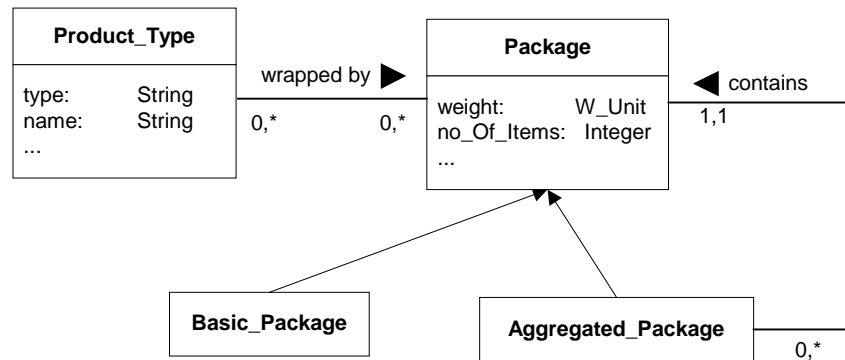 Product_Type
type: String
name: String
...
wrapped by
0,*
0,*
Package
weight: W_Unit
no_Of_Items: Integer
...
contains
1,1
Basic_Package
Aggregated_Package
0,*